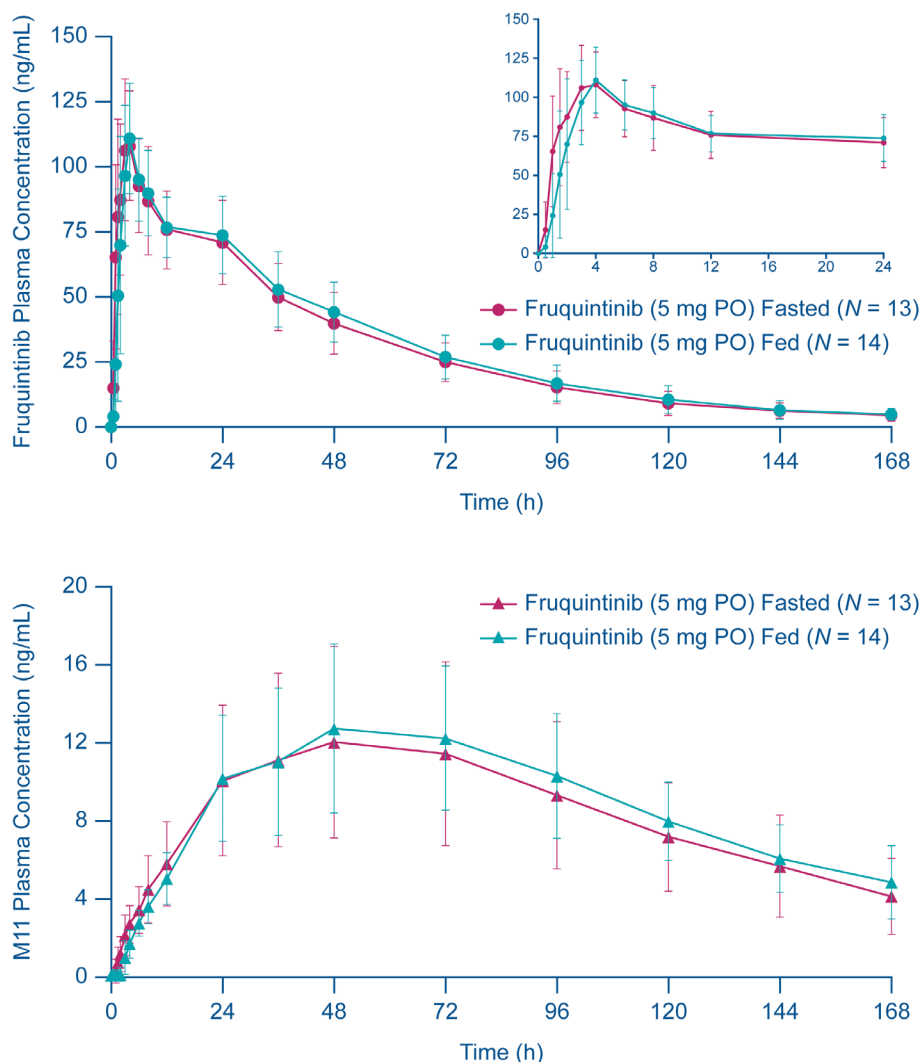 Fruquintinib Plasma Concentration (ng/mL)
150
125
100
75
50
25
0
0 24 48 72 96 120 144 168
Time (h)
150
125
100
75
50
25
0
0 4 8 12 16 20 24
Fruquintinib (5 mg PO) Fasted (N = 13)
Fruquintinib (5 mg PO) Fed (N = 14)
M11 Plasma Concentration (ng/mL)
20
16
12
8
4
0
0 24 48 72 96 120 144 168
Time (h)
Fruquintinib (5 mg PO) Fasted (N = 13)
Fruquintinib (5 mg PO) Fed (N = 14)